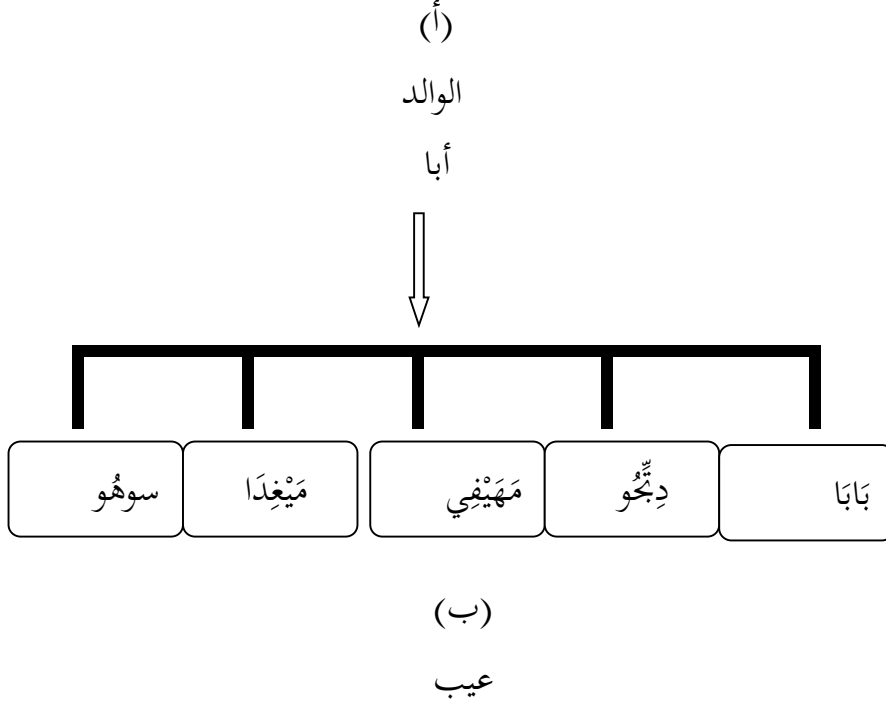 (أ)
الوالد
أبا
بَابَا دِتِّجُو مَهَيْفِي مَيْغِدَا سوهُو
(ب)
عيب